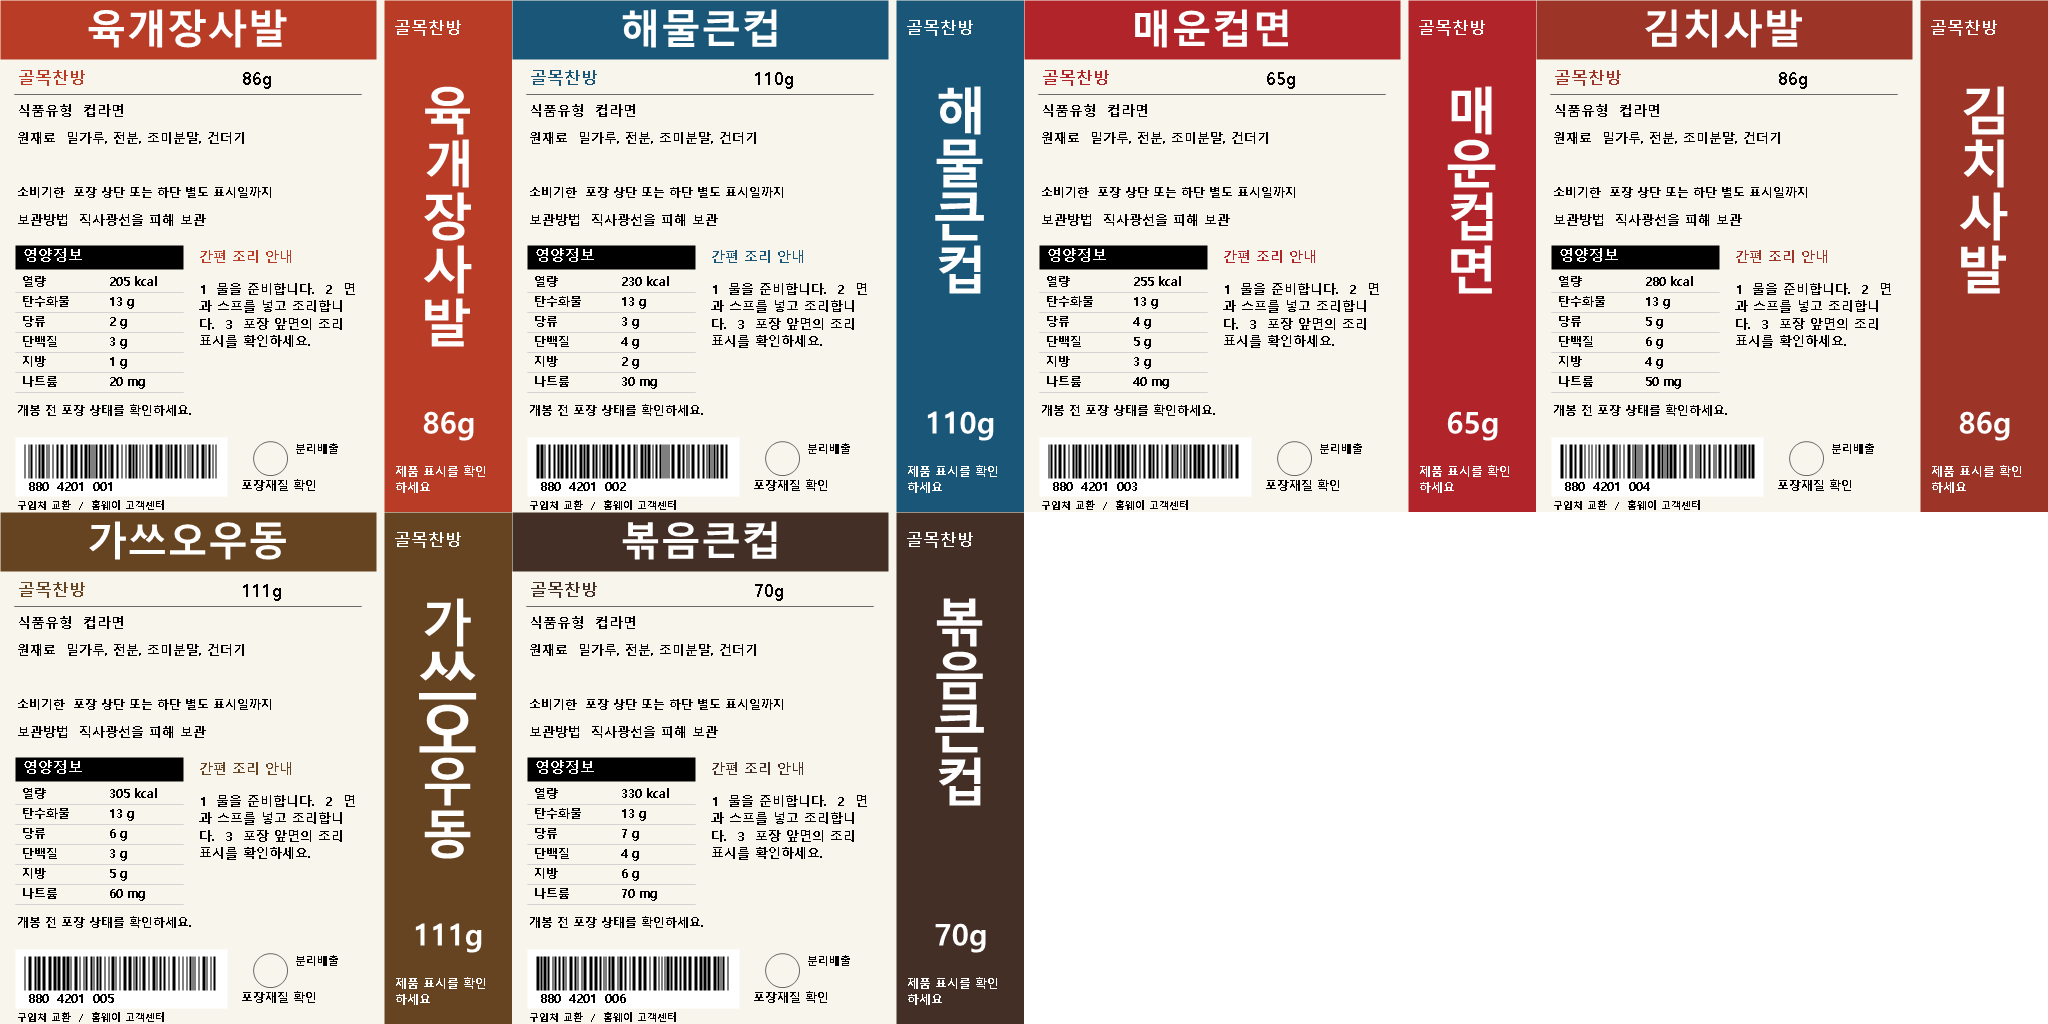 육개장사발
골목찬방
86g
식품유형 컵라면
원재료 밀가루, 전분, 조미분말, 건더기
소비기한 포장 상단 또는 하단 별도 표시일까지
보관방법 직사광선을 피해 보관
영양정보
열량 205 kcal
탄수화물 13 g
당류 2 g
단백질 3 g
지방 1 g
나트륨 20 mg
간편 조리 안내
1 물을 준비합니다. 2 면
과 스프를 넣고 조리합니
다. 3 포장 앞면의 조리
표시를 확인하세요.
개봉 전 포장 상태를 확인하세요.
880 4201 001
분리배출
포장재질 확인
구입처 교환 / 홈웨이 고객센터
골목찬방
육개장사발
86g
제품 표시를 확인
하세요
해물큰컵
골목찬방
110g
식품유형 컵라면
원재료 밀가루, 전분, 조미분말, 건더기
소비기한 포장 상단 또는 하단 별도 표시일까지
보관방법 직사광선을 피해 보관
영양정보
열량 230 kcal
탄수화물 13 g
당류 3 g
단백질 4 g
지방 2 g
나트륨 30 mg
간편 조리 안내
1 물을 준비합니다. 2 면
과 스프를 넣고 조리합니
다. 3 포장 앞면의 조리
표시를 확인하세요.
개봉 전 포장 상태를 확인하세요.
880 4201 002
분리배출
포장재질 확인
구입처 교환 / 홈웨이 고객센터
골목찬방
해물큰컵
110g
제품 표시를 확인
하세요
매운컵면
골목찬방
65g
식품유형 컵라면
원재료 밀가루, 전분, 조미분말, 건더기
소비기한 포장 상단 또는 하단 별도 표시일까지
보관방법 직사광선을 피해 보관
영양정보
열량 255 kcal
탄수화물 13 g
당류 4 g
단백질 5 g
지방 3 g
나트륨 40 mg
간편 조리 안내
1 물을 준비합니다. 2 면
과 스프를 넣고 조리합니
다. 3 포장 앞면의 조리
표시를 확인하세요.
개봉 전 포장 상태를 확인하세요.
880 4201 003
분리배출
포장재질 확인
구입처 교환 / 홈웨이 고객센터
골목찬방
매운컵면
65g
제품 표시를 확인
하세요
김치사발
골목찬방
86g
식품유형 컵라면
원재료 밀가루, 전분, 조미분말, 건더기
소비기한 포장 상단 또는 하단 별도 표시일까지
보관방법 직사광선을 피해 보관
영양정보
열량 280 kcal
탄수화물 13 g
당류 5 g
단백질 6 g
지방 4 g
나트륨 50 mg
간편 조리 안내
1 물을 준비합니다. 2 면
과 스프를 넣고 조리합니
다. 3 포장 앞면의 조리
표시를 확인하세요.
개봉 전 포장 상태를 확인하세요.
880 4201 004
분리배출
포장재질 확인
구입처 교환 / 홈웨이 고객센터
골목찬방
김치사발
86g
제품 표시를 확인
하세요
가쓰오우동
골목찬방
111g
식품유형 컵라면
원재료 밀가루, 전분, 조미분말, 건더기
소비기한 포장 상단 또는 하단 별도 표시일까지
보관방법 직사광선을 피해 보관
영양정보
열량 305 kcal
탄수화물 13 g
당류 6 g
단백질 3 g
지방 5 g
나트륨 60 mg
간편 조리 안내
1 물을 준비합니다. 2 면
과 스프를 넣고 조리합니
다. 3 포장 앞면의 조리
표시를 확인하세요.
개봉 전 포장 상태를 확인하세요.
880 4201 005
분리배출
포장재질 확인
구입처 교환 / 홈웨이 고객센터
골목찬방
가쓰오우동
111g
제품 표시를 확인
하세요
볶음큰컵
골목찬방
70g
식품유형 컵라면
원재료 밀가루, 전분, 조미분말, 건더기
소비기한 포장 상단 또는 하단 별도 표시일까지
보관방법 직사광선을 피해 보관
영양정보
열량 330 kcal
탄수화물 13 g
당류 7 g
단백질 4 g
지방 6 g
나트륨 70 mg
간편 조리 안내
1 물을 준비합니다. 2 면
과 스프를 넣고 조리합니
다. 3 포장 앞면의 조리
표시를 확인하세요.
개봉 전 포장 상태를 확인하세요.
880 4201 006
분리배출
포장재질 확인
구입처 교환 / 홈웨이 고객센터
골목찬방
볶음큰컵
70g
제품 표시를 확인
하세요